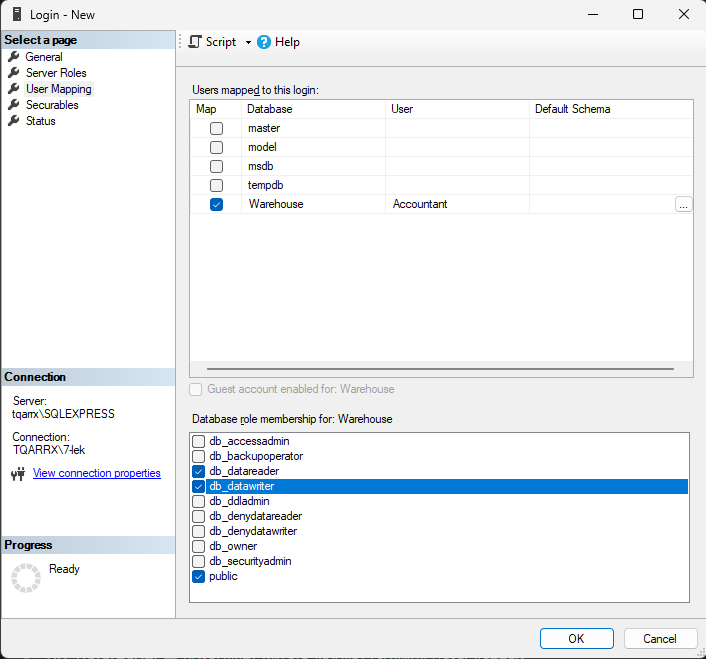 Login - New
Select a page
General
Server Roles
User Mapping
Securables
Status
Script Help
Users mapped to this login:
Map Database User Default Schema
master
model
msdb
tempdb
Warehouse Accountant ...
Guest account enabled for: Warehouse
Database role membership for: Warehouse
db_accessadmin
db_backupoperator
db_datareader
db_datawriter
db_ddladmin
db_denydatareader
db_denydatawriter
db_owner
db_securityadmin
public
Connection
Server:
tqarrx\SQLEXPRESS
Connection:
TQARRX\7-lek
View connection properties
Progress
Ready
OK Cancel